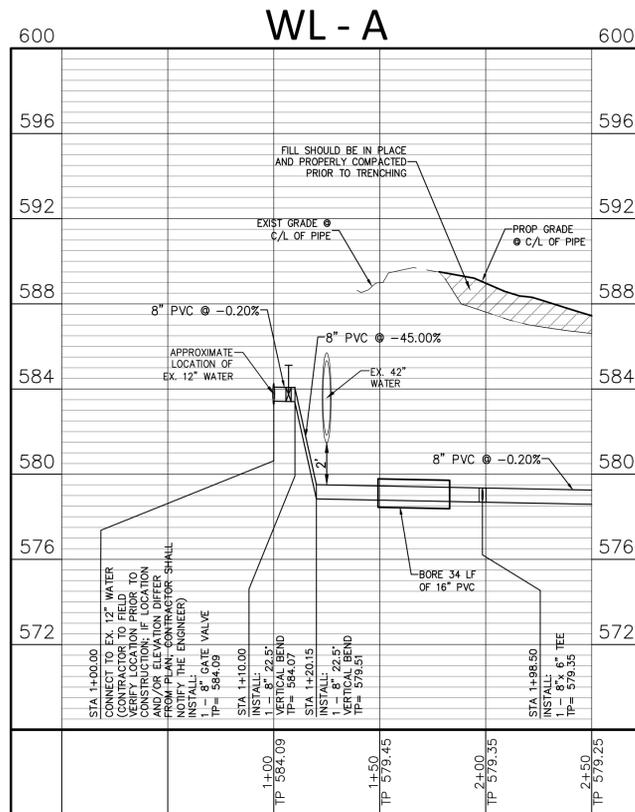 WL - A
600
600
596
596
592
592
588
588
584
584
580
580
576
576
572
572
FILL SHOULD BE IN PLACE
AND PROPERLY COMPACTED
PRIOR TO TRENCHING
EXIST GRADE @
C/L OF PIPE
PROP GRADE
@ C/L OF PIPE
8" PVC @ -0.20%
8" PVC @ -45.00%
APPROXIMATE
LOCATION OF
EX. 12" WATER
EX. 42"
WATER
2'
8" PVC @ -0.20%
BORE 34 LF
OF 16" PVC
STA 1+00.00
CONNECT TO EX. 12" WATER
(CONTRACTOR TO FIELD
VERIFY LOCATION PRIOR TO
CONSTRUCTION; IF LOCATION
AND/OR ELEVATION DIFFER
FROM PLAN, CONTRACTOR SHALL
NOTIFY THE ENGINEER)
INSTALL:
1 - 8" GATE VALVE
TP= 584.09
STA 1+10.00
INSTALL:
1 - 8" 22.5°
VERTICAL BEND
TP= 584.07
STA 1+20.15
INSTALL:
1 - 8" 22.5°
VERTICAL BEND
TP= 579.51
STA 1+98.50
INSTALL:
1 - 8"x 6" TEE
TP= 579.35
1+00
TP 584.09
1+50
TP 579.45
2+00
TP 579.35
2+50
TP 579.25